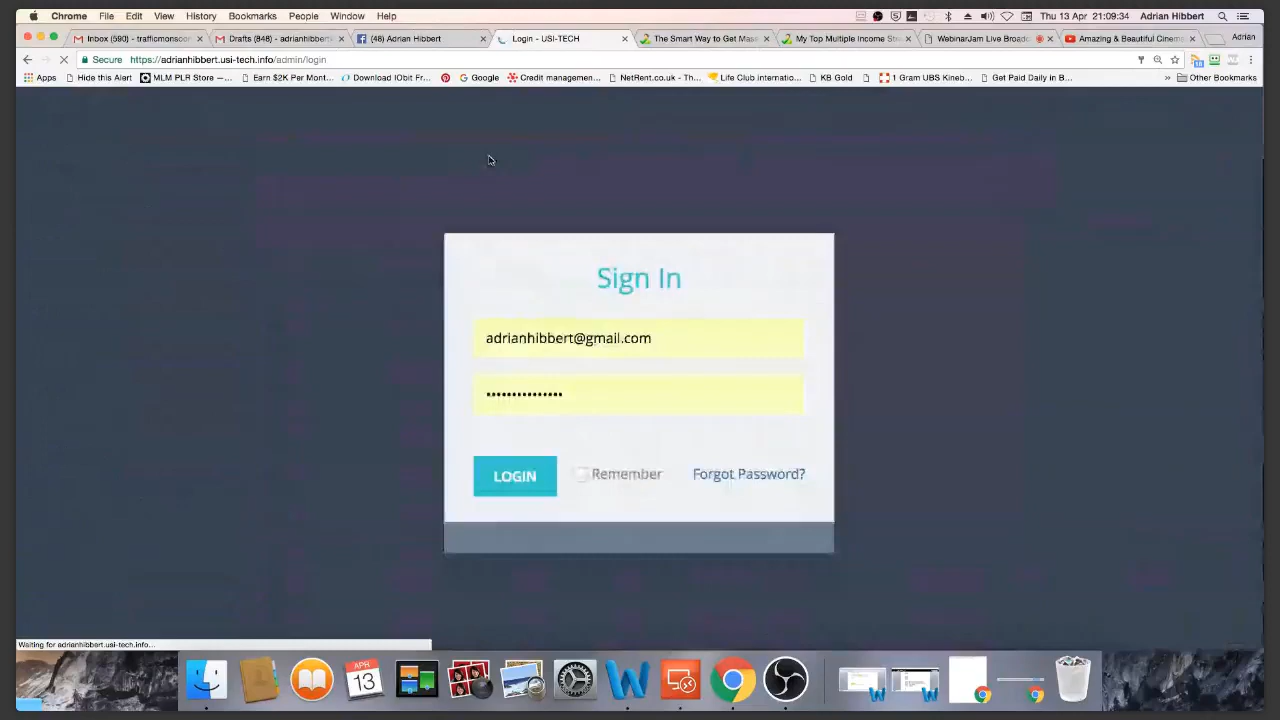 Chrome File Edit View History Bookmarks People Window Help Thu 13 Apr 21:09:34 Adrian Hibbert
Inbox (590) - trafficmonsco Drafts (848) - adrianhibbert (48) Adrian Hibbert Login - USI-TECH The Smart Way to Get Mas My Top Multiple Income St WebinarJam Live Broad Amazing & Beautiful Cinem Adrian
Secure https://adrianhibbert.usi-tech.info/admin/login
Apps Hide this Alert MLM PLR Store —... Earn $2K Per Mont... Download IObit Fr... Google Credit managemen... NetRent.co.uk - Th... Life Club internatio... KB Gold 1 Gram UBS Kineb... Get Paid Daily in B... » Other Bookmarks
Sign In
adrianhibbert@gmail.com
••••••••••••••••
LOGIN Remember Forgot Password?
Waiting for adrianhibbert.usi-tech.info...
APR
13